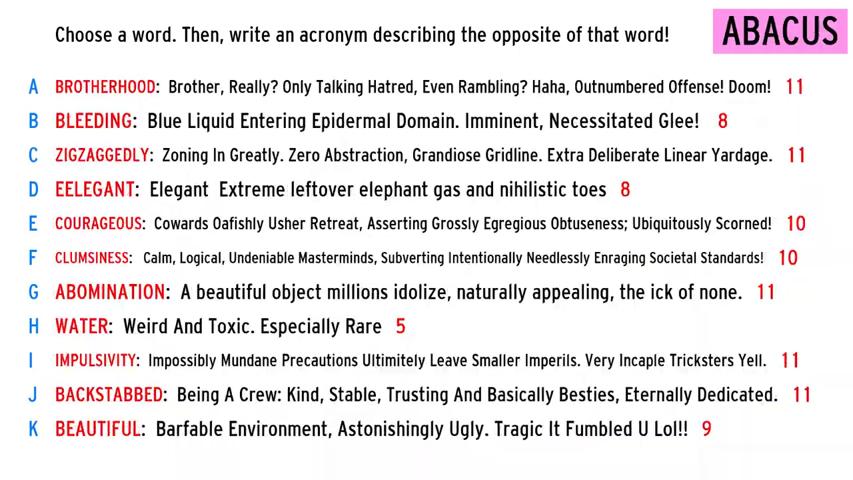 Choose a word. Then, write an acronym describing the opposite of that word! ABACUS
A BROTHERHOOD: Brother, Really? Only Talking Hatred, Even Rambling? Haha, Outnumbered Offense! Doom! 11
B BLEEDING: Blue Liquid Entering Epidermal Domain. Imminent, Necessitated Glee! 8
C ZIGZAGGEDLY: Zoning In Greatly. Zero Abstraction, Grandiose Gridline. Extra Deliberate Linear Yardage. 11
D EELEGANT: Elegant Extreme leftover elephant gas and nihilistic toes 8
E COURAGEOUS: Cowards Oafishly Usher Retreat, Asserting Grossly Egregious Obtuseness; Ubiquitously Scorned! 10
F CLUMSINESS: Calm, Logical, Undeniable Masterminds, Subverting Intentionally Needlessly Enraging Societal Standards! 10
G ABOMINATION: A beautiful object millions idolize, naturally appealing, the ick of none. 11
H WATER: Weird And Toxic. Especially Rare 5
I IMPULSIVITY: Impossibly Mundane Precautions Ultimitely Leave Smaller Imperils. Very Incaple Tricksters Yell. 11
J BACKSTABBED: Being A Crew: Kind, Stable, Trusting And Basically Besties, Eternally Dedicated. 11
K BEAUTIFUL: Barfable Environment, Astonishingly Ugly. Tragic It Fumbled U Lol!! 9